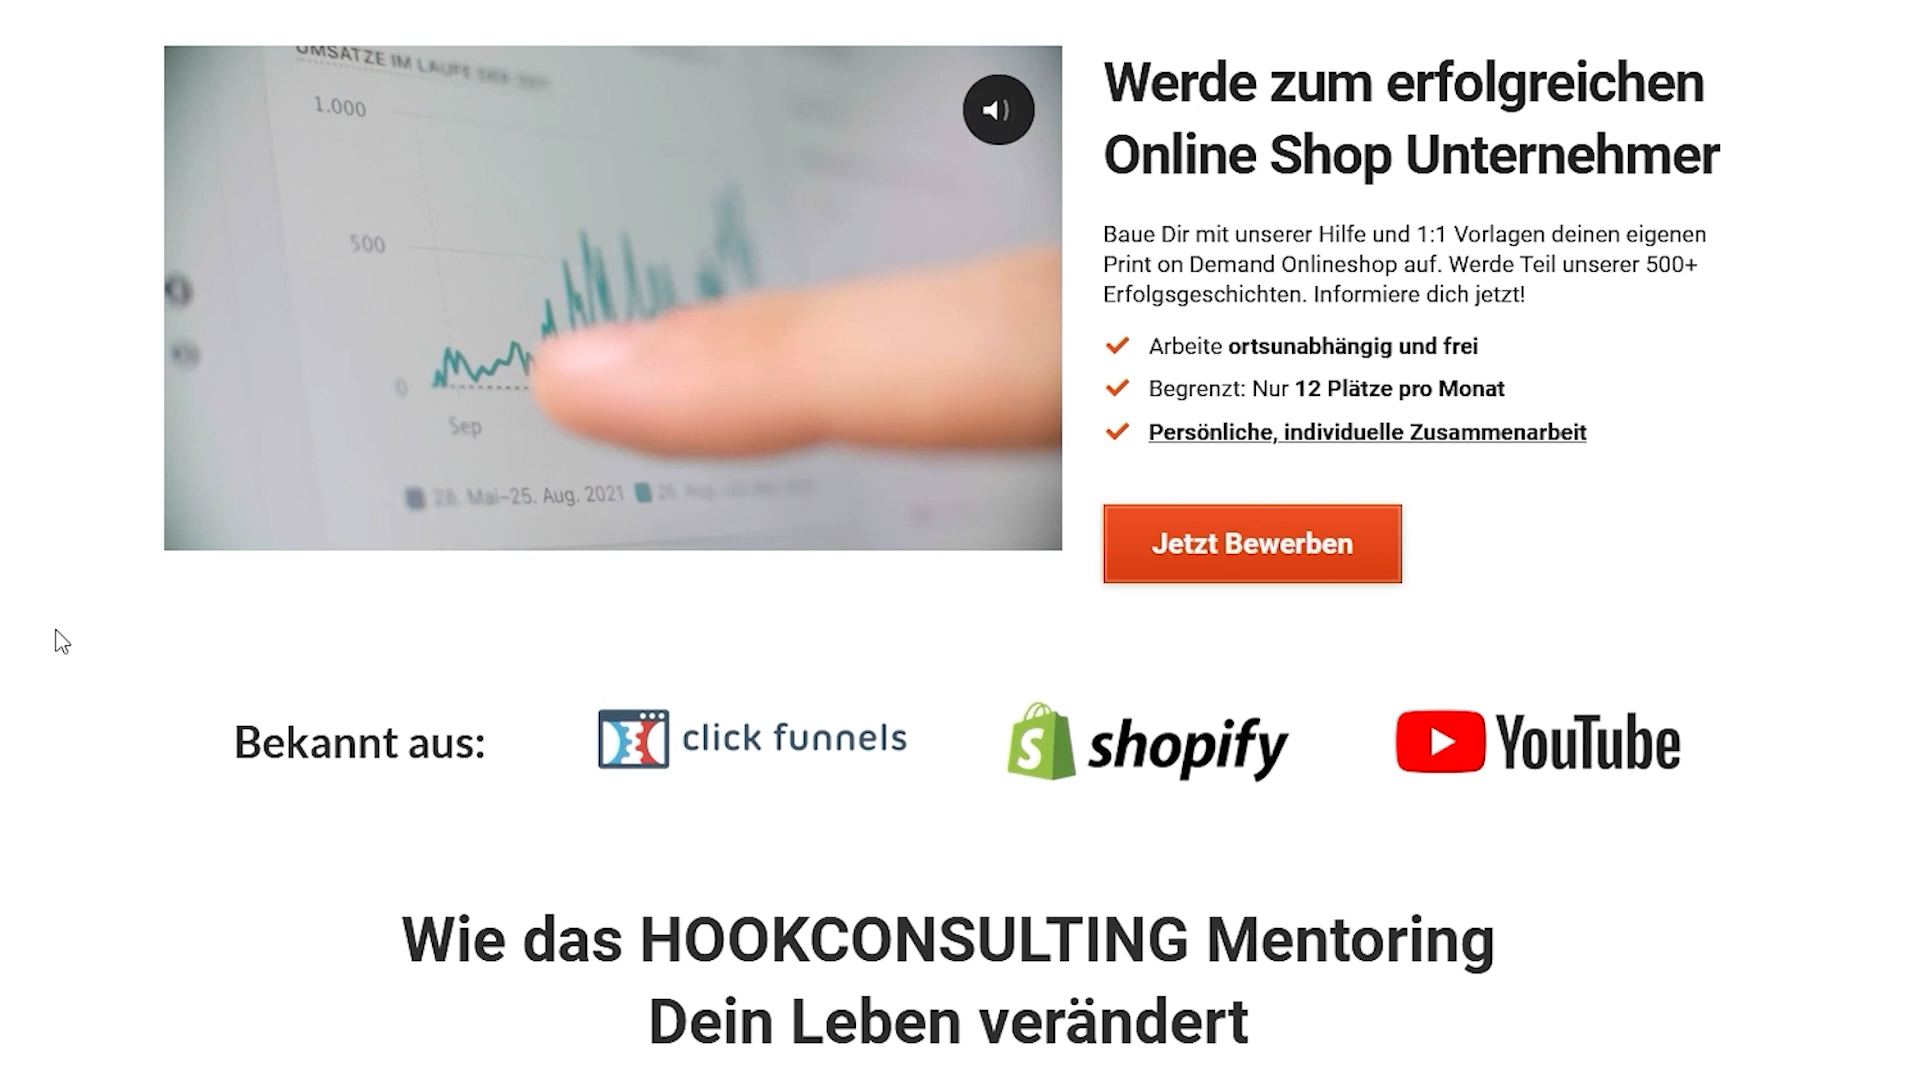 UMSÄTZE IM LAUFE DER ZEIT
1.000
500
0
Sep
28. Mai–25. Aug. 2021
Werde zum erfolgreichen
Online Shop Unternehmer
Baue Dir mit unserer Hilfe und 1:1 Vorlagen deinen eigenen
Print on Demand Onlineshop auf. Werde Teil unserer 500+
Erfolgsgeschichten. Informiere dich jetzt!
Arbeite ortsunabhängig und frei
Begrenzt: Nur 12 Plätze pro Monat
Persönliche, individuelle Zusammenarbeit
Jetzt Bewerben
Bekannt aus:
click funnels
shopify
YouTube
Wie das HOOKCONSULTING Mentoring
Dein Leben verändert